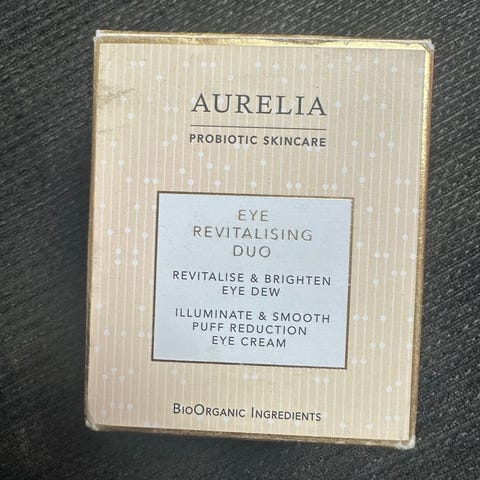 AURELIA
PROBIOTIC SKINCARE
EYE
REVITALISING
DUO
REVITALISE & BRIGHTEN
EYE DEW
ILLUMINATE & SMOOTH
PUFF REDUCTION
EYE CREAM
BIOORGANIC INGREDIENTS